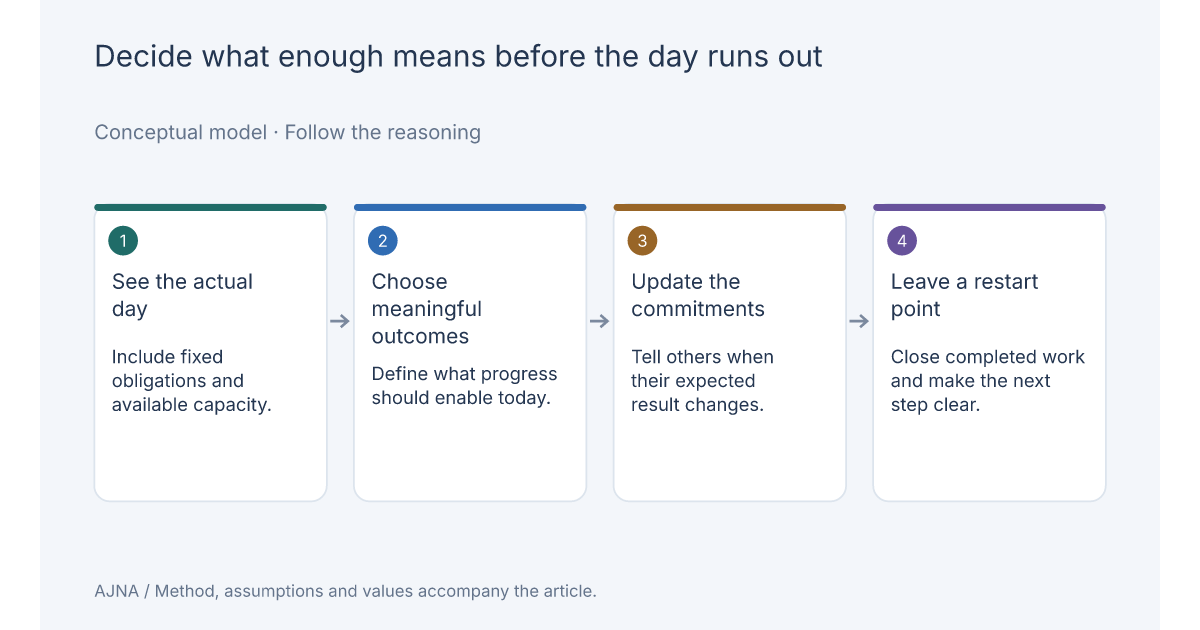 Decide what enough means before the day runs out
Conceptual model · Follow the reasoning
1
See the actual
day
Include fixed
obligations and
available capacity.
2
Choose
meaningful
outcomes
Define what progress
should enable today.
3
Update the
commitments
Tell others when
their expected
result changes.
4
Leave a restart
point
Close completed work
and make the next
step clear.
AJNA / Method, assumptions and values accompany the article.